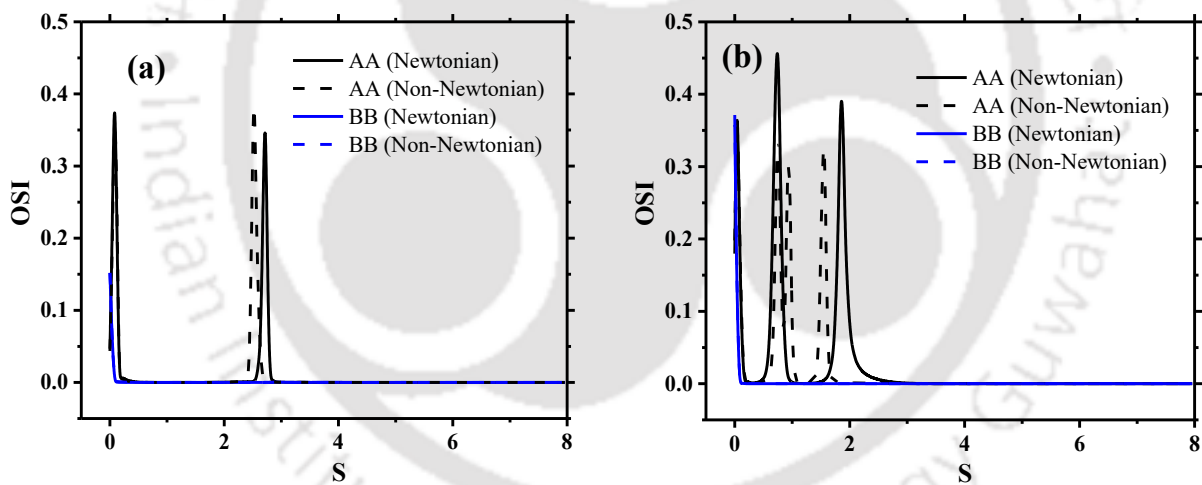 (a)
AA (Newtonian)
AA (Non-Newtonian)
BB (Newtonian)
BB (Non-Newtonian)
0.5
0.4
0.3
0.2
0.1
0.0
OSI
0 2 4 6 8
S
(b)
AA (Newtonian)
AA (Non-Newtonian)
BB (Newtonian)
BB (Non-Newtonian)
0.5
0.4
0.3
0.2
0.1
0.0
OSI
0 2 4 6 8
S
Indian
Guwahati